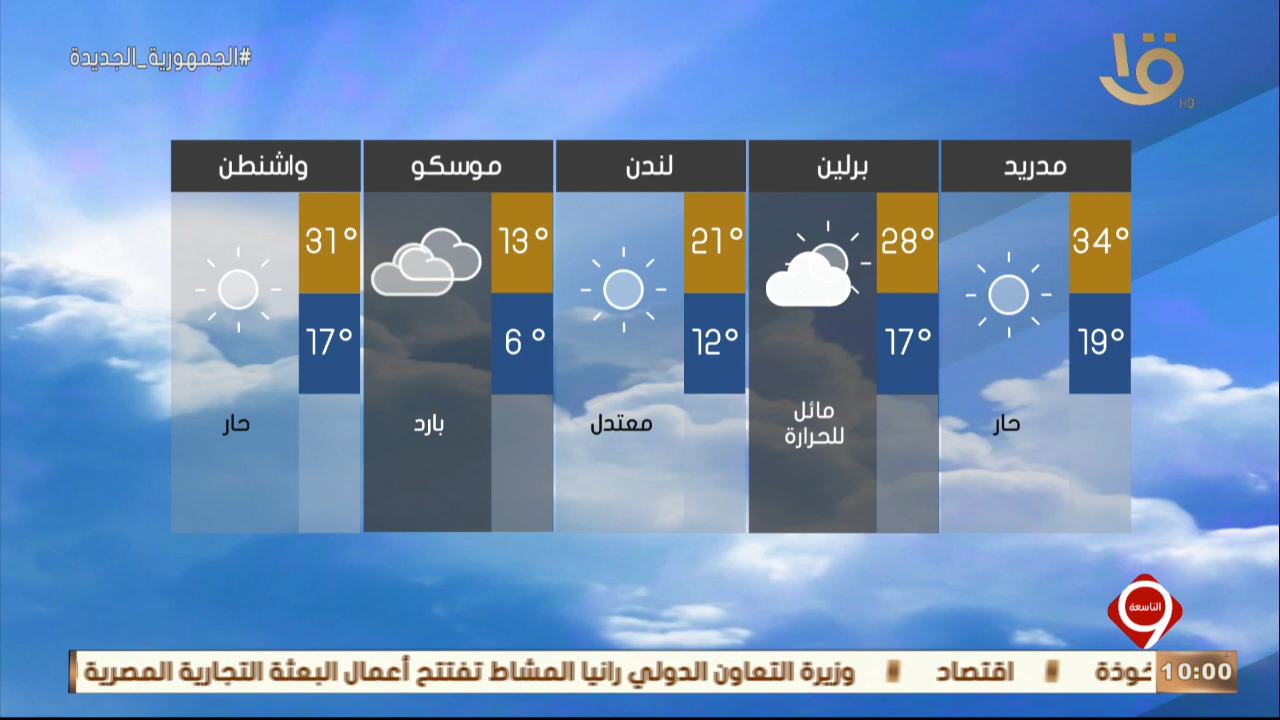 #الجمهورية_الجديدة
HD
مدريد
34°
19°
حار
برلين
28°
17°
مائل
للحرارة
لندن
21°
12°
معتدل
موسكو
13°
6°
بارد
واشنطن
31°
17°
حار
التاسعة
9
10:00
اقتصاد
وزيرة التعاون الدولي رانيا المشاط تفتتح أعمال البعثة التجارية المصرية